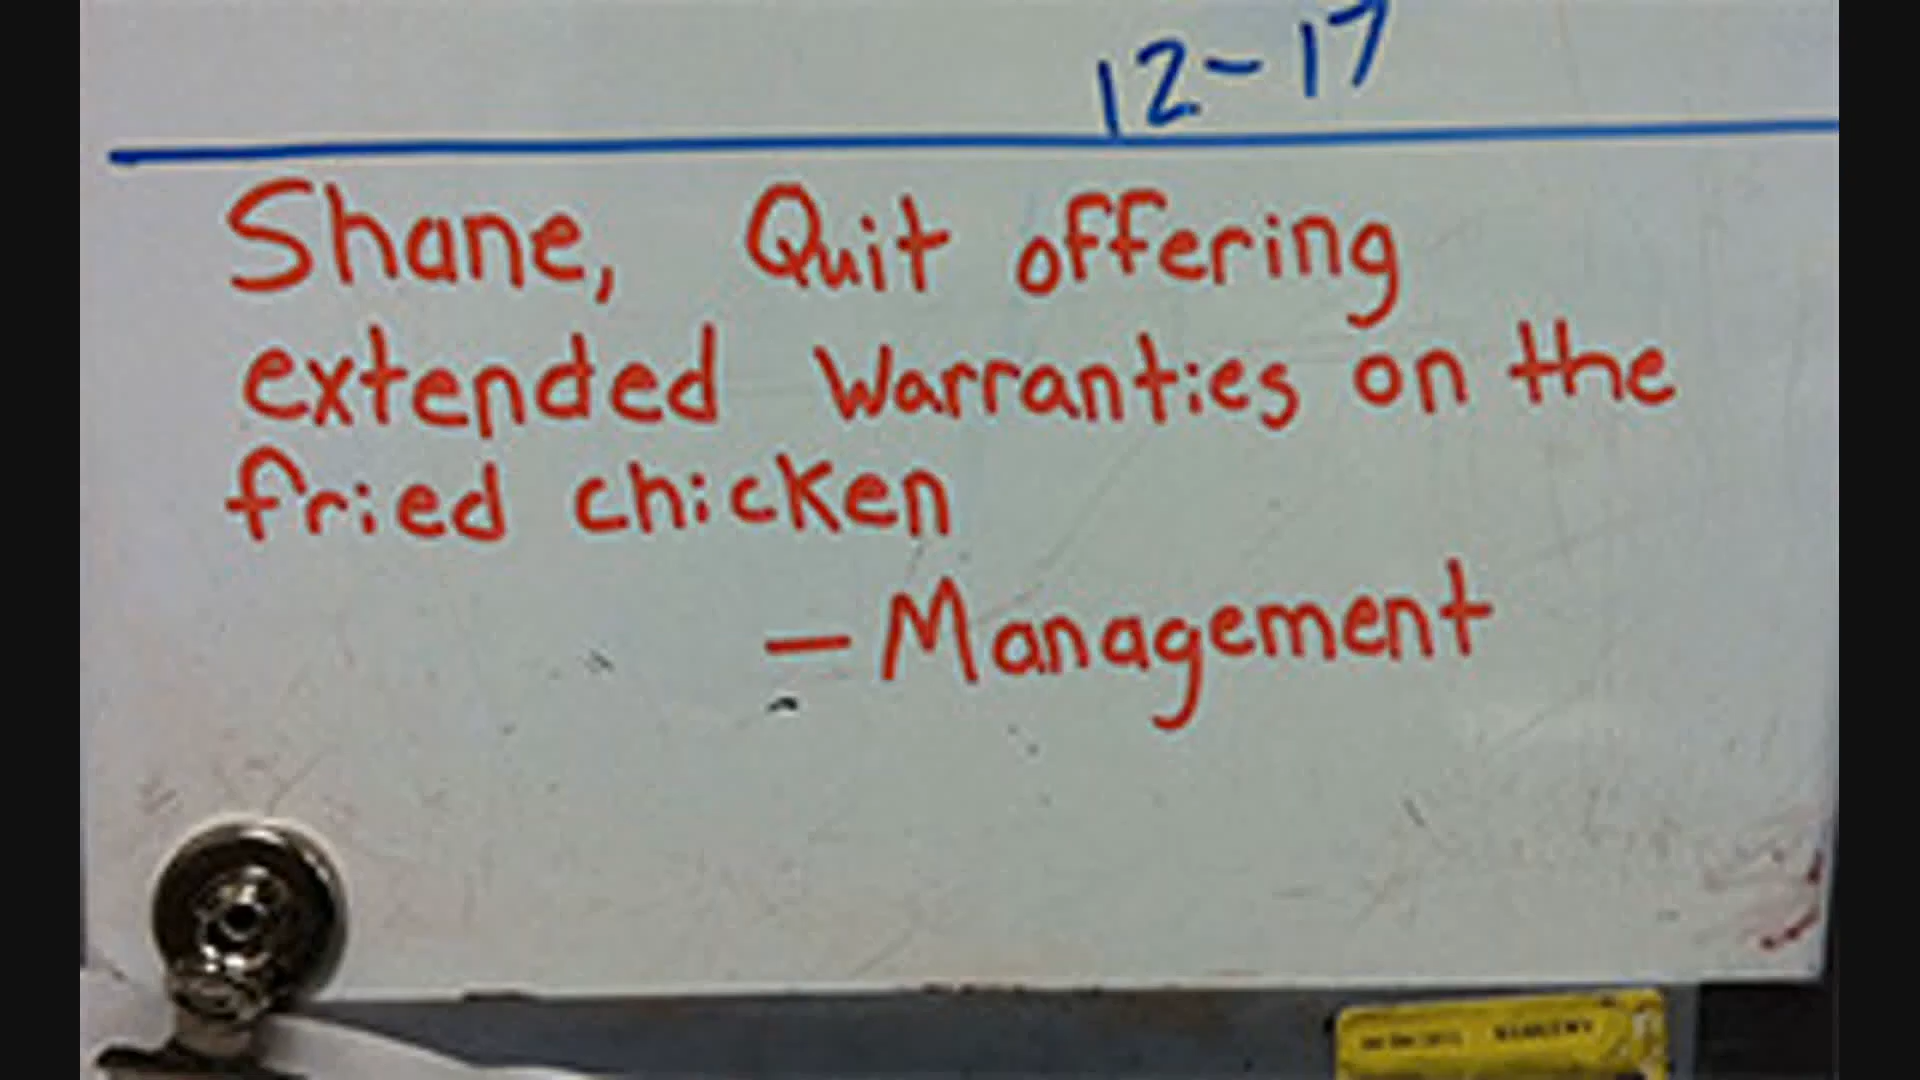 12-17
Shane, Quit offering
extended Warranties on the
fried chicken
- Management